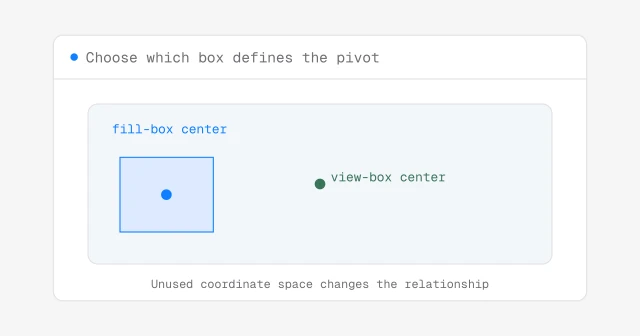 Choose which box defines the pivot
fill-box center
view-box center
Unused coordinate space changes the relationship